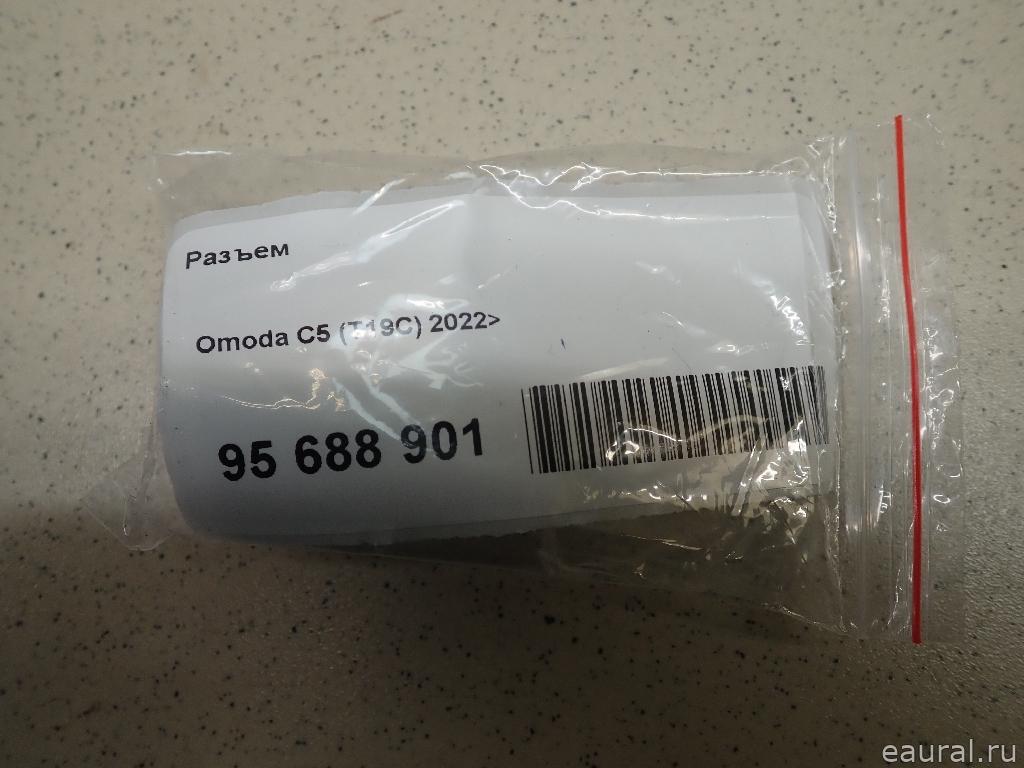 Разъем
Omoda C5 (T19C) 2022>
95 688 901
eaural.ru